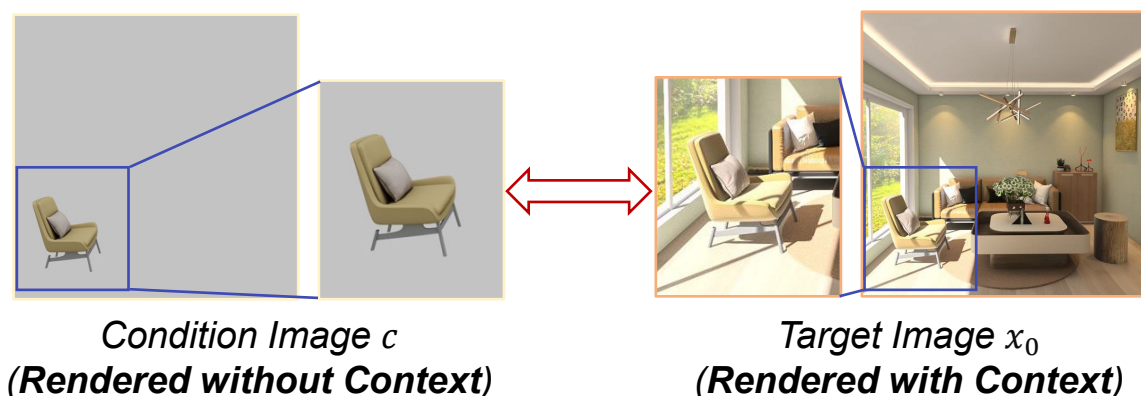 Condition Image c
(Rendered without Context)
Target Image x₀
(Rendered with Context)